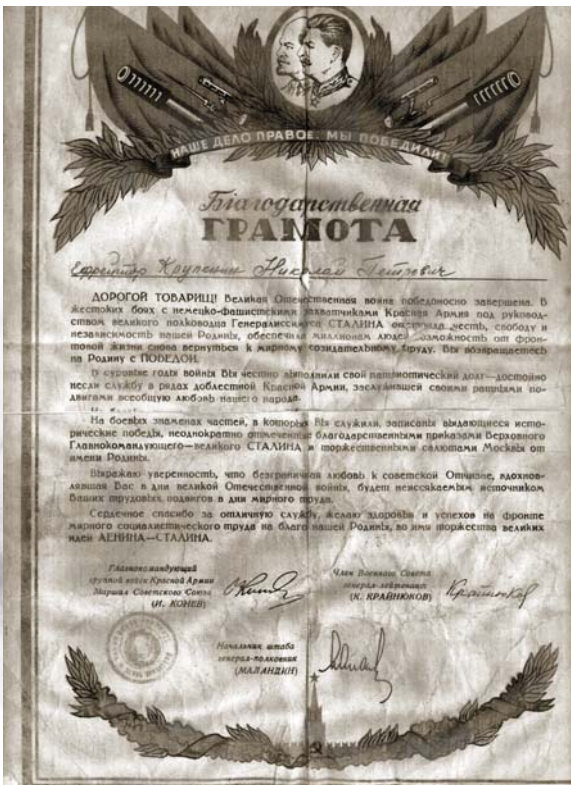 НАШЕ ДЕЛО ПРАВОЕ. МЫ ПОБЕДИЛИ!
Благодарственная
ГРАМОТА
Ефрейтор Крупенин Николай Петрович
ДОРОГОЙ ТОВАРИЩ! Великая Отечественная война победоносно завершена. В
жестоких боях с немецко-фашистскими захватчиками Красная Армия под руковод-
ством великого полководца Генералиссимуса СТАЛИНА отстояла честь, свободу и
независимость нашей Родины, обеспечила миллионам людей возможность от фрон-
товой жизни снова вернуться к мирному созидательному труду. Вы возвращаетесь
на Родину с ПОБЕДОЙ.
В суровые годы войны Вы честно выполнили свой патриотический долг—достойно
несли службу в рядах доблестной Красной Армии, заслужившей своими ратными по-
двигами всеобщую любовь нашего народа.
На боевых знаменах частей, в которых Вы служили, записаны выдающиеся исто-
рические победы, неоднократно отмеченные благодарственными приказами Верховного
Главнокомандующего—великого СТАЛИНА и торжественными салютами Москвы от
имени Родины.
Выражаю уверенность, что безграничная любовь к советской Отчизне, вдохнов-
лявшая Вас в дни великой Отечественной войны, будет неиссякаемым источником
Ваших трудовых подвигов в дни мирного труда.
Сердечное спасибо за отличную службу, желаю здоровья и успехов на фронте
мирного социалистического труда на благо нашей Родины, во имя торжества великих
идей ЛЕНИНА—СТАЛИНА.
Главнокомандующий
группой войск Красной Армии
Маршал Советского Союза
(И. КОНЕВ)
Член Военного Совета
генерал-лейтенант
(К. КРАЙНЮКОВ)
Крайнюков
Начальник штаба
генерал-полковник
(МАЛАНДИН)